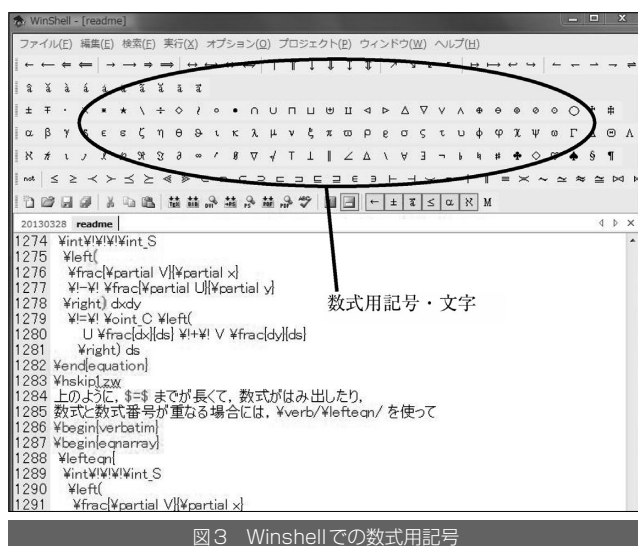 WinShell - [readme]
ファイル(F) 編集(E) 検索(E) 実行(X) オプション(O) プロジェクト(P) ウィンドウ(W) ヘルプ(H)
α β γ ε ϵ ζ η θ ϑ ι κ λ μ ν ξ π ϖ ρ ϱ σ ς τ υ ϕ φ χ ψ ω Γ Δ Θ Λ
20130328 readme
1274 ¥int¥!¥!¥!¥int_S
1275 ¥left(
1276 ¥frac{¥partial V}{¥partial x}
1277 ¥!-¥! ¥frac{¥partial U}{¥partial y}
1278 ¥right) dxdy
1279 ¥!=¥! ¥oint_C ¥left(
1280 U ¥frac{dx}{ds} ¥!+¥! V ¥frac{dy}{ds}
1281 ¥right) ds
1282 ¥end{equation}
1283 ¥hskip1zw
1284 上のように, $=$ までが長くて, 数式がはみ出したり,
1285 数式と数式番号が重なる場合には, ¥verb/¥lefteqn/ を使って
1286 ¥begin{verbatim}
1287 ¥begin{eqnarray}
1288 ¥lefteqn{
1289 ¥int¥!¥!¥!¥int_S
1290 ¥left(
1291 ¥frac{¥partial V}{¥partial x}
数式用記号・文字
図3 Winshellでの数式用記号